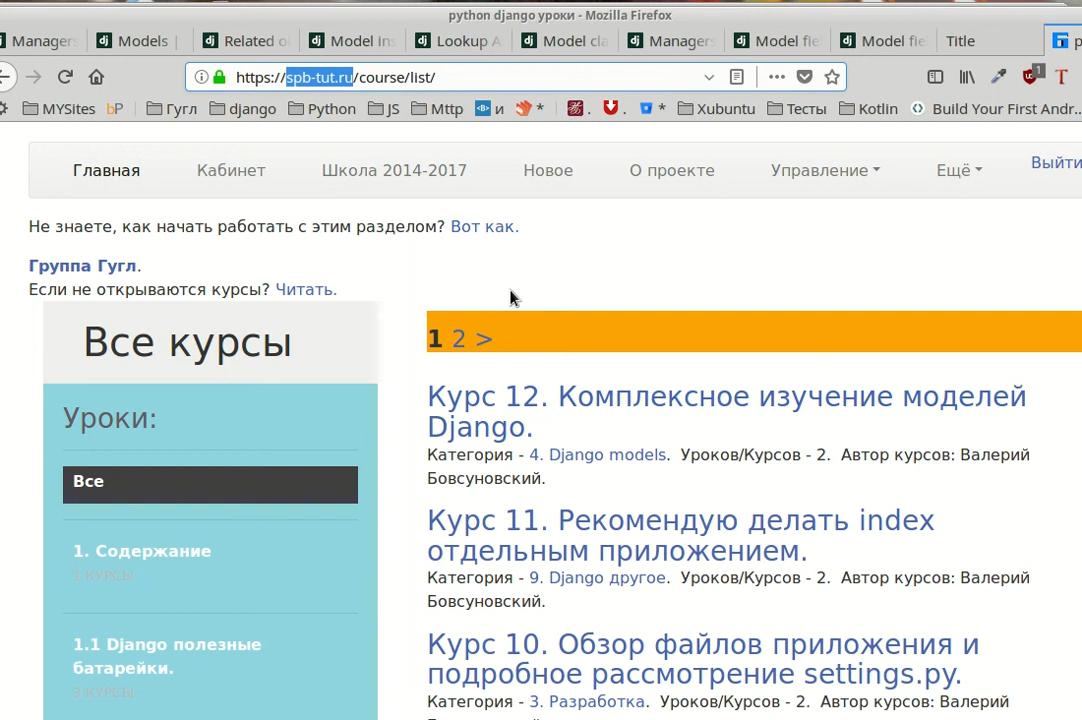 python django уроки - Mozilla Firefox
Managers Models | Related o Model ins Lookup A Model cla Managers Model fie Model fie Title p
https://spb-tut.ru/course/list/
MYSites bP Гугл django Python JS Mttp и * . . * Xubuntu Тесты Kotlin Build Your First Andr...
Главная Кабинет Школа 2014-2017 Новое О проекте Управление Ещё Выйти
Не знаете, как начать работать с этим разделом? Вот как.
Группа Гугл.
Если не открываются курсы? Читать.
Все курсы
Уроки:
Все
1. Содержание
1 КУРСЫ
1.1 Django полезные
батарейки.
3 КУРСЫ
1 2 >
Курс 12. Комплексное изучение моделей
Django.
Категория - 4. Django models. Уроков/Курсов - 2. Автор курсов: Валерий
Бовсуновский.
Курс 11. Рекомендую делать index
отдельным приложением.
Категория - 9. Django другое. Уроков/Курсов - 2. Автор курсов: Валерий
Бовсуновский.
Курс 10. Обзор файлов приложения и
подробное рассмотрение settings.py.
Категория - 3. Разработка. Уроков/Курсов - 2. Автор курсов: Валерий